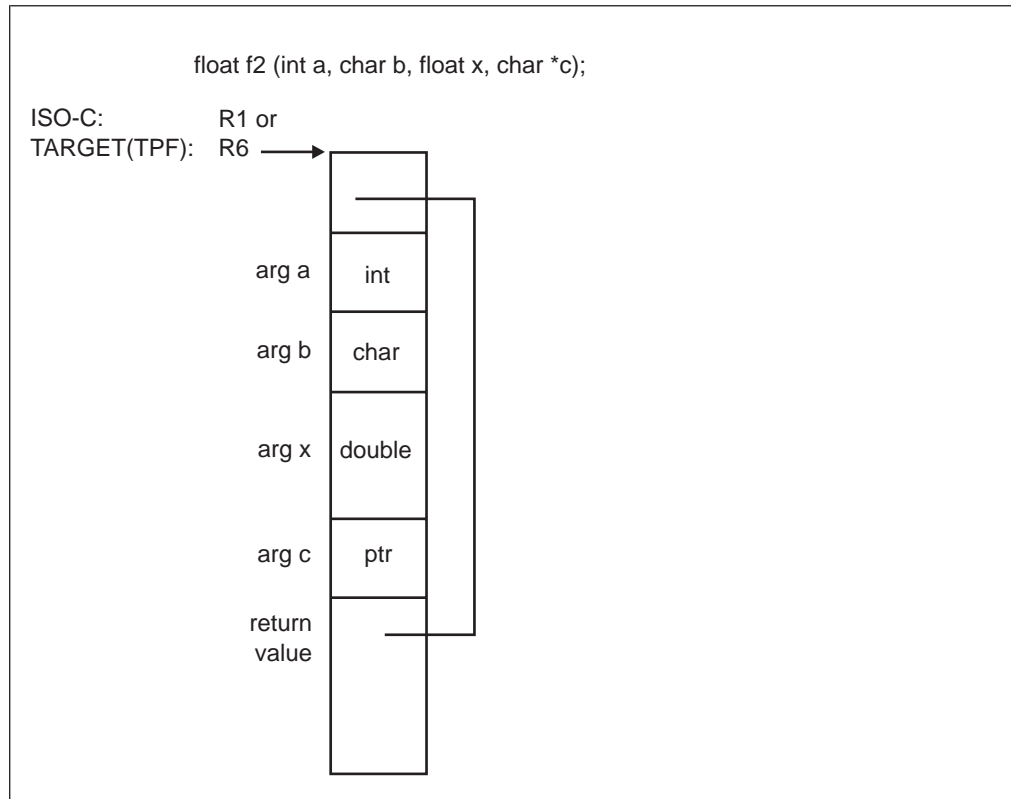 float f2 (int a, char b, float x, char *c);
ISO-C: R1 or
TARGET(TPF): R6
arg a int
arg b char
arg x double
arg c ptr
return
value